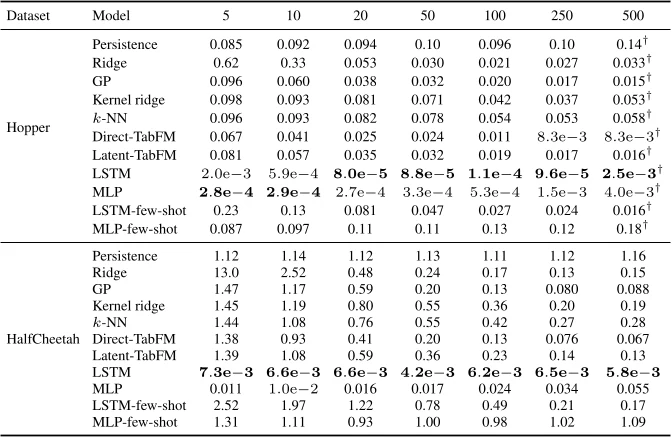 Dataset Model 5 10 20 50 100 250 500
Persistence 0.085 0.092 0.094 0.10 0.096 0.10 0.14†
Ridge 0.62 0.33 0.053 0.030 0.021 0.027 0.033†
GP 0.096 0.060 0.038 0.032 0.020 0.017 0.015†
Kernel ridge 0.098 0.093 0.081 0.071 0.042 0.037 0.053†
k-NN 0.096 0.093 0.082 0.078 0.054 0.053 0.058†
Hopper Direct-TabFM 0.067 0.041 0.025 0.024 0.011 8.3e−3 8.3e−3†
Latent-TabFM 0.081 0.057 0.035 0.032 0.019 0.017 0.016†
LSTM 2.0e−3 5.9e−4 8.0e−5 8.8e−5 1.1e−4 9.6e−5 2.5e−3†
MLP 2.8e−4 2.9e−4 2.7e−4 3.3e−4 5.3e−4 1.5e−3 4.0e−3†
LSTM-few-shot 0.23 0.13 0.081 0.047 0.027 0.024 0.016†
MLP-few-shot 0.087 0.097 0.11 0.11 0.13 0.12 0.18†
Persistence 1.12 1.14 1.12 1.13 1.11 1.12 1.16
Ridge 13.0 2.52 0.48 0.24 0.17 0.13 0.15
GP 1.47 1.17 0.59 0.20 0.13 0.080 0.088
Kernel ridge 1.45 1.19 0.80 0.55 0.36 0.20 0.19
k-NN 1.44 1.08 0.76 0.55 0.42 0.27 0.28
HalfCheetah Direct-TabFM 1.38 0.93 0.41 0.20 0.13 0.076 0.067
Latent-TabFM 1.39 1.08 0.59 0.36 0.23 0.14 0.13
LSTM 7.3e−3 6.6e−3 6.6e−3 4.2e−3 6.2e−3 6.5e−3 5.8e−3
MLP 0.011 1.0e−2 0.016 0.017 0.024 0.034 0.055
LSTM-few-shot 2.52 1.97 1.22 0.78 0.49 0.21 0.17
MLP-few-shot 1.31 1.11 0.93 1.00 0.98 1.02 1.09